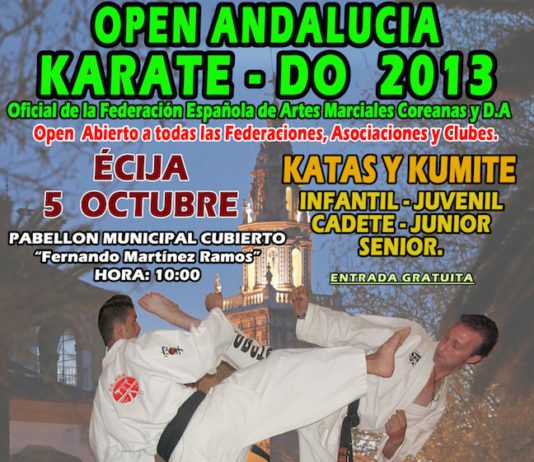 OPEN ANDALUCIA
KARATE - DO 2013
Oficial de la Federación Española de Artes Marciales Coreanas y D.A
Open Abierto a todas las Federaciones, Asociaciones y Clubes.
ÉCIJA
5 OCTUBRE
PABELLON MUNICIPAL CUBIERTO
“Fernando Martínez Ramos”
HORA: 10:00
KATAS Y KUMITE
INFANTIL - JUVENIL
CADETE - JUNIOR
SENIOR.
ENTRADA GRATUITA